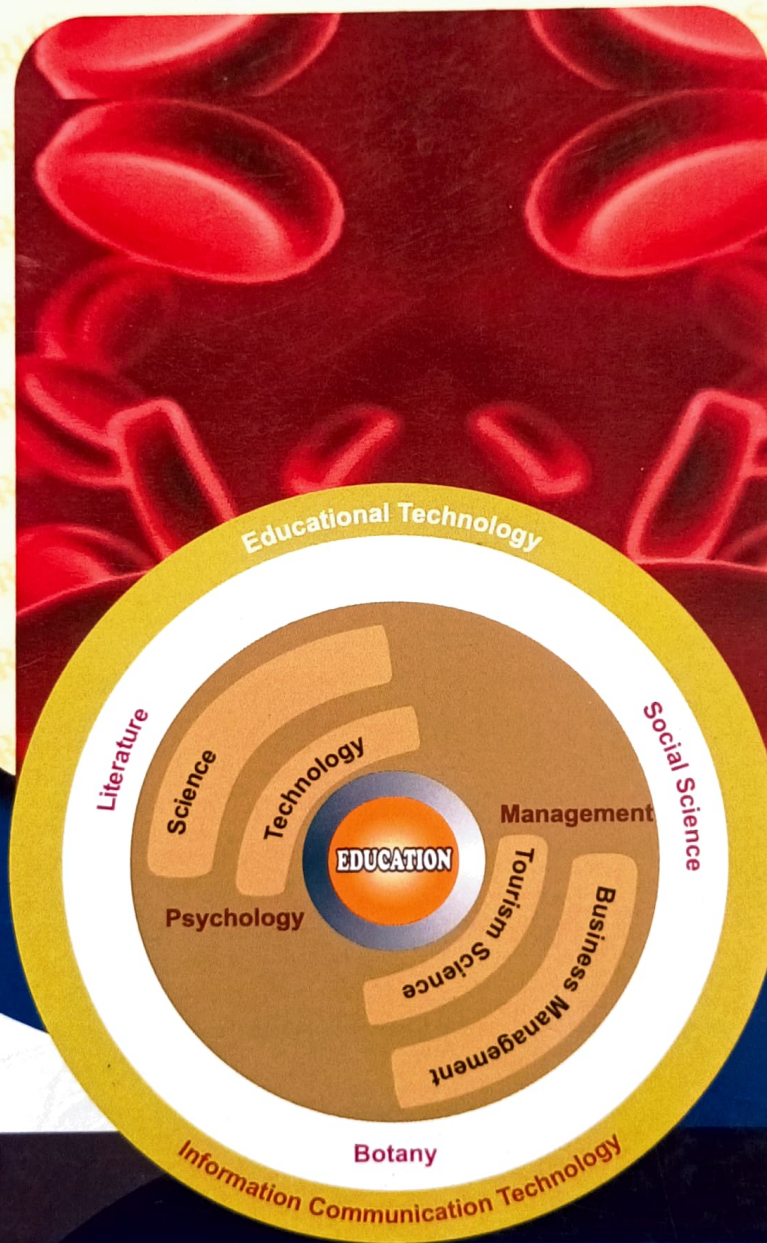 Educational Technology
Literature
Social Science
Science
Technology
Management
EDUCATION
Psychology
Tourism Science
Business Management
Botany
Information Communication Technology